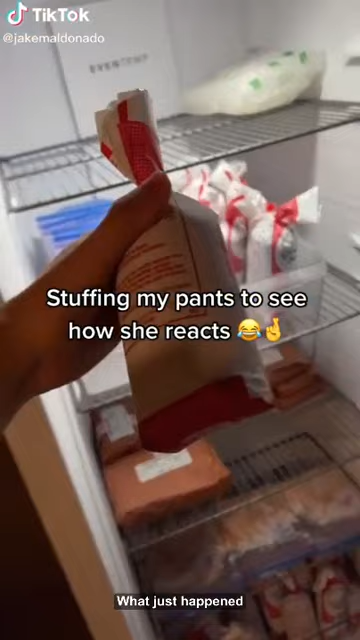 TikTok
@jakemaldonado
Stuffing my pants to see
how she reacts 😂🤞
What just happened